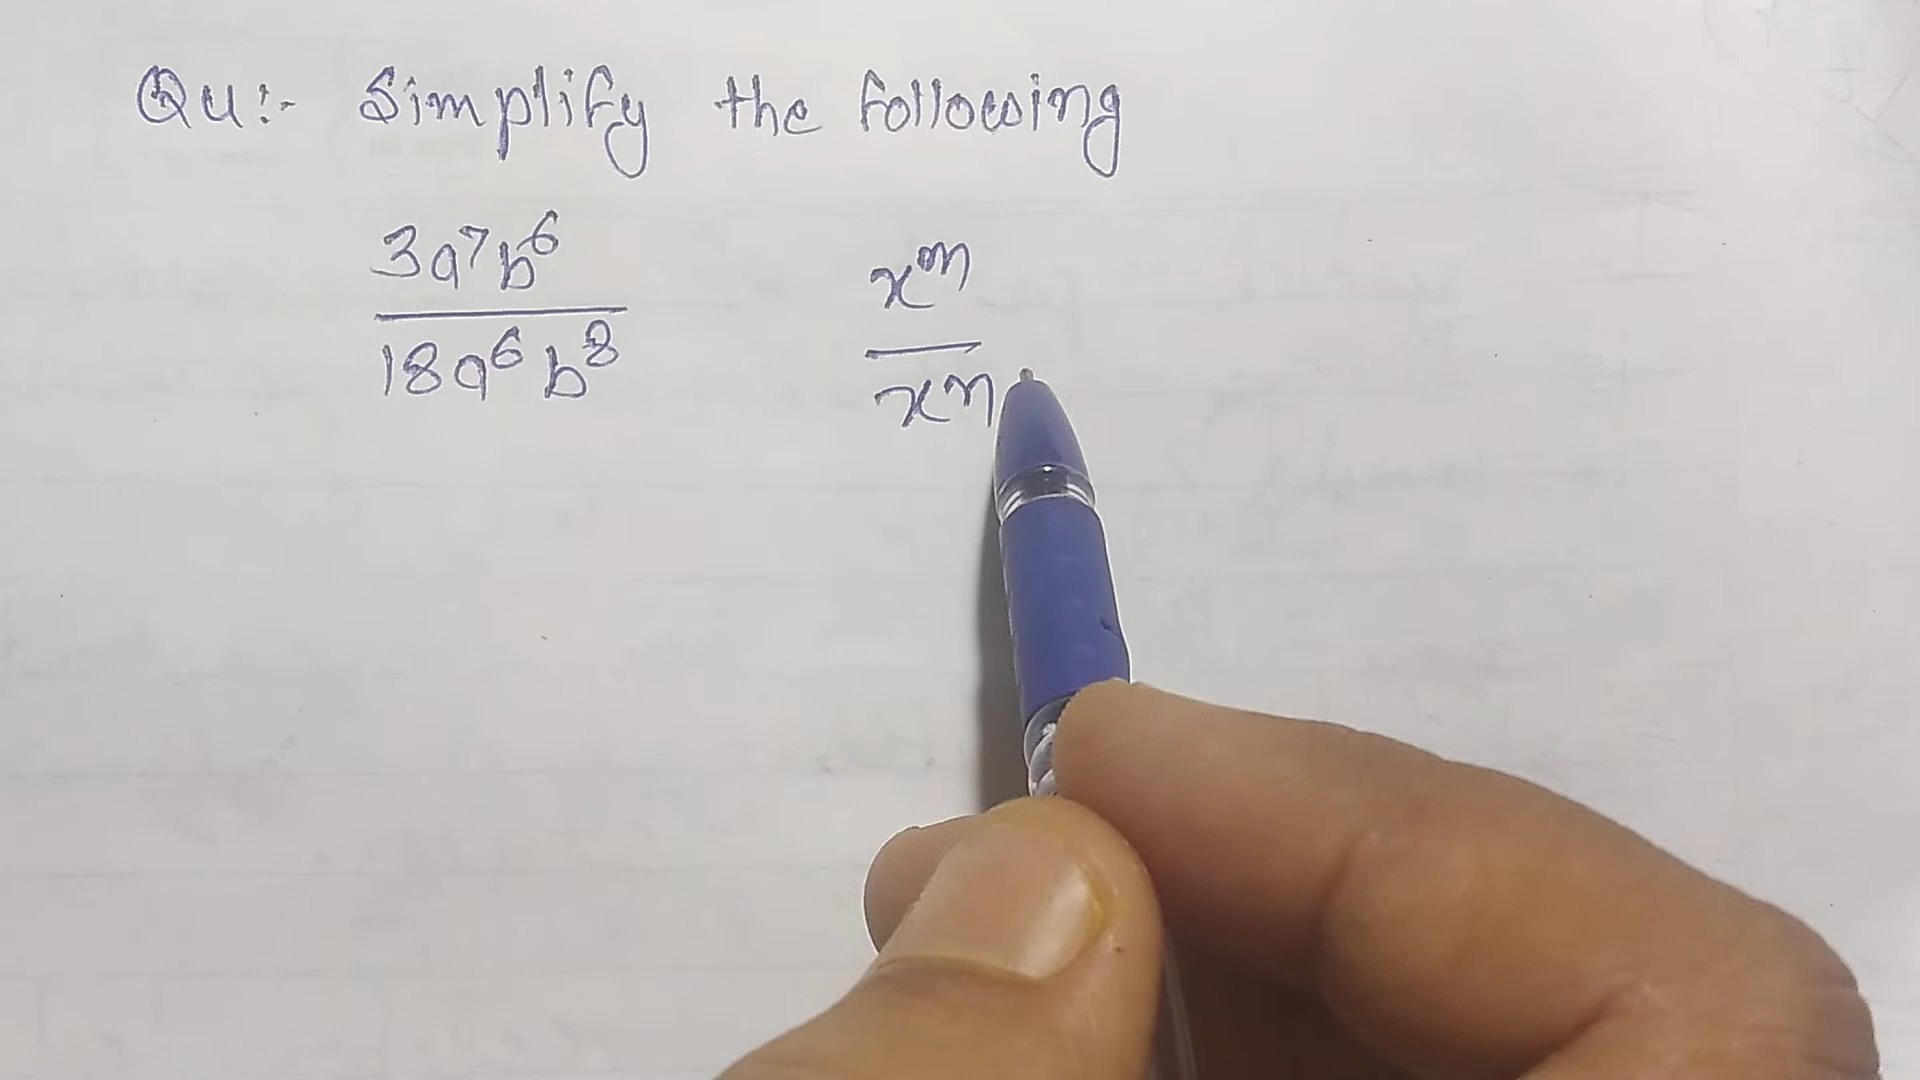 Qu:- Simplify the following
3a⁷b⁶ / 18a⁶b⁸
xᵐ / xⁿ